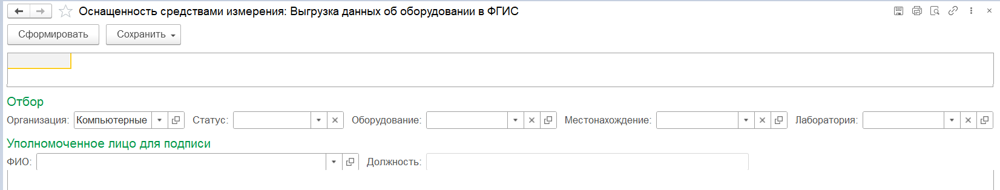 Оснащенность средствами измерения: Выгрузка данных об оборудовании в ФГИС
Сформировать Сохранить
Отбор
Организация: Компьютерные Статус: Оборудование: Местонахождение: Лаборатория:
Уполномоченное лицо для подписи
ФИО: Должность: